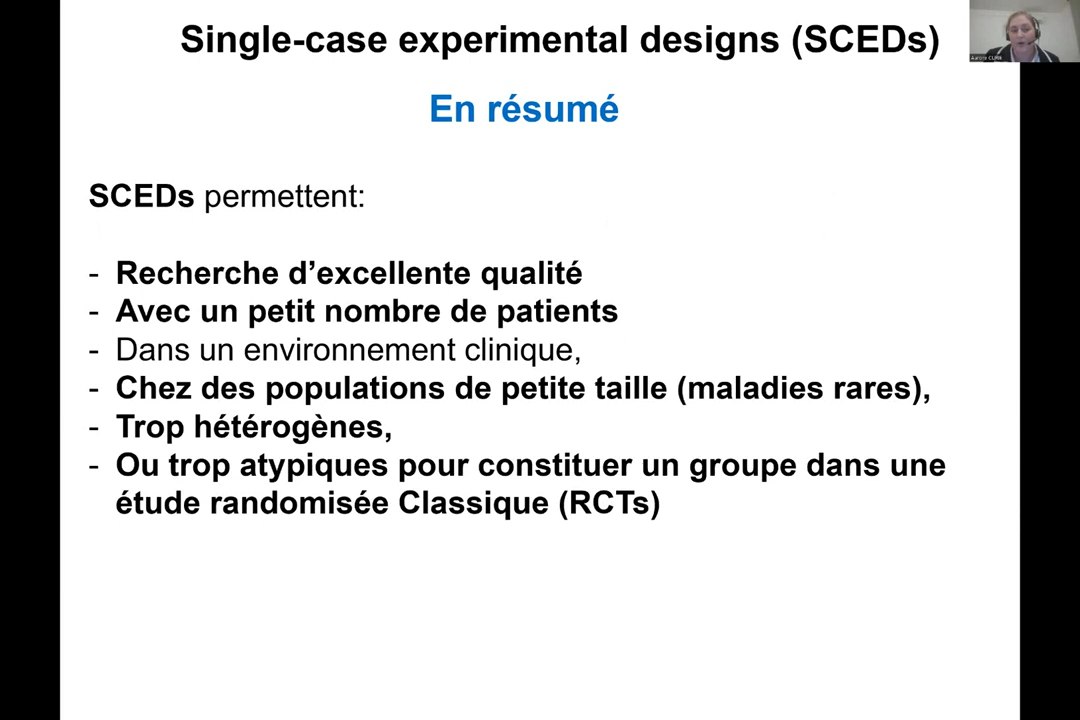 Single-case experimental designs (SCEDs)
En résumé
SCEDs permettent:
- Recherche d’excellente qualité
- Avec un petit nombre de patients
- Dans un environnement clinique,
- Chez des populations de petite taille (maladies rares),
- Trop hétérogènes,
- Ou trop atypiques pour constituer un groupe dans une
étude randomisée Classique (RCTs)